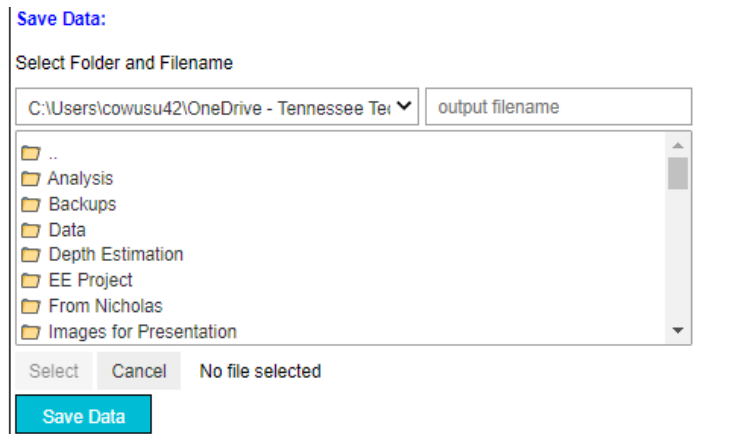 Save Data:
Select Folder and Filename
C:\Users\cowusu42\OneDrive - Tennessee Te output filename
..
Analysis
Backups
Data
Depth Estimation
EE Project
From Nicholas
Images for Presentation
Select Cancel No file selected
Save Data